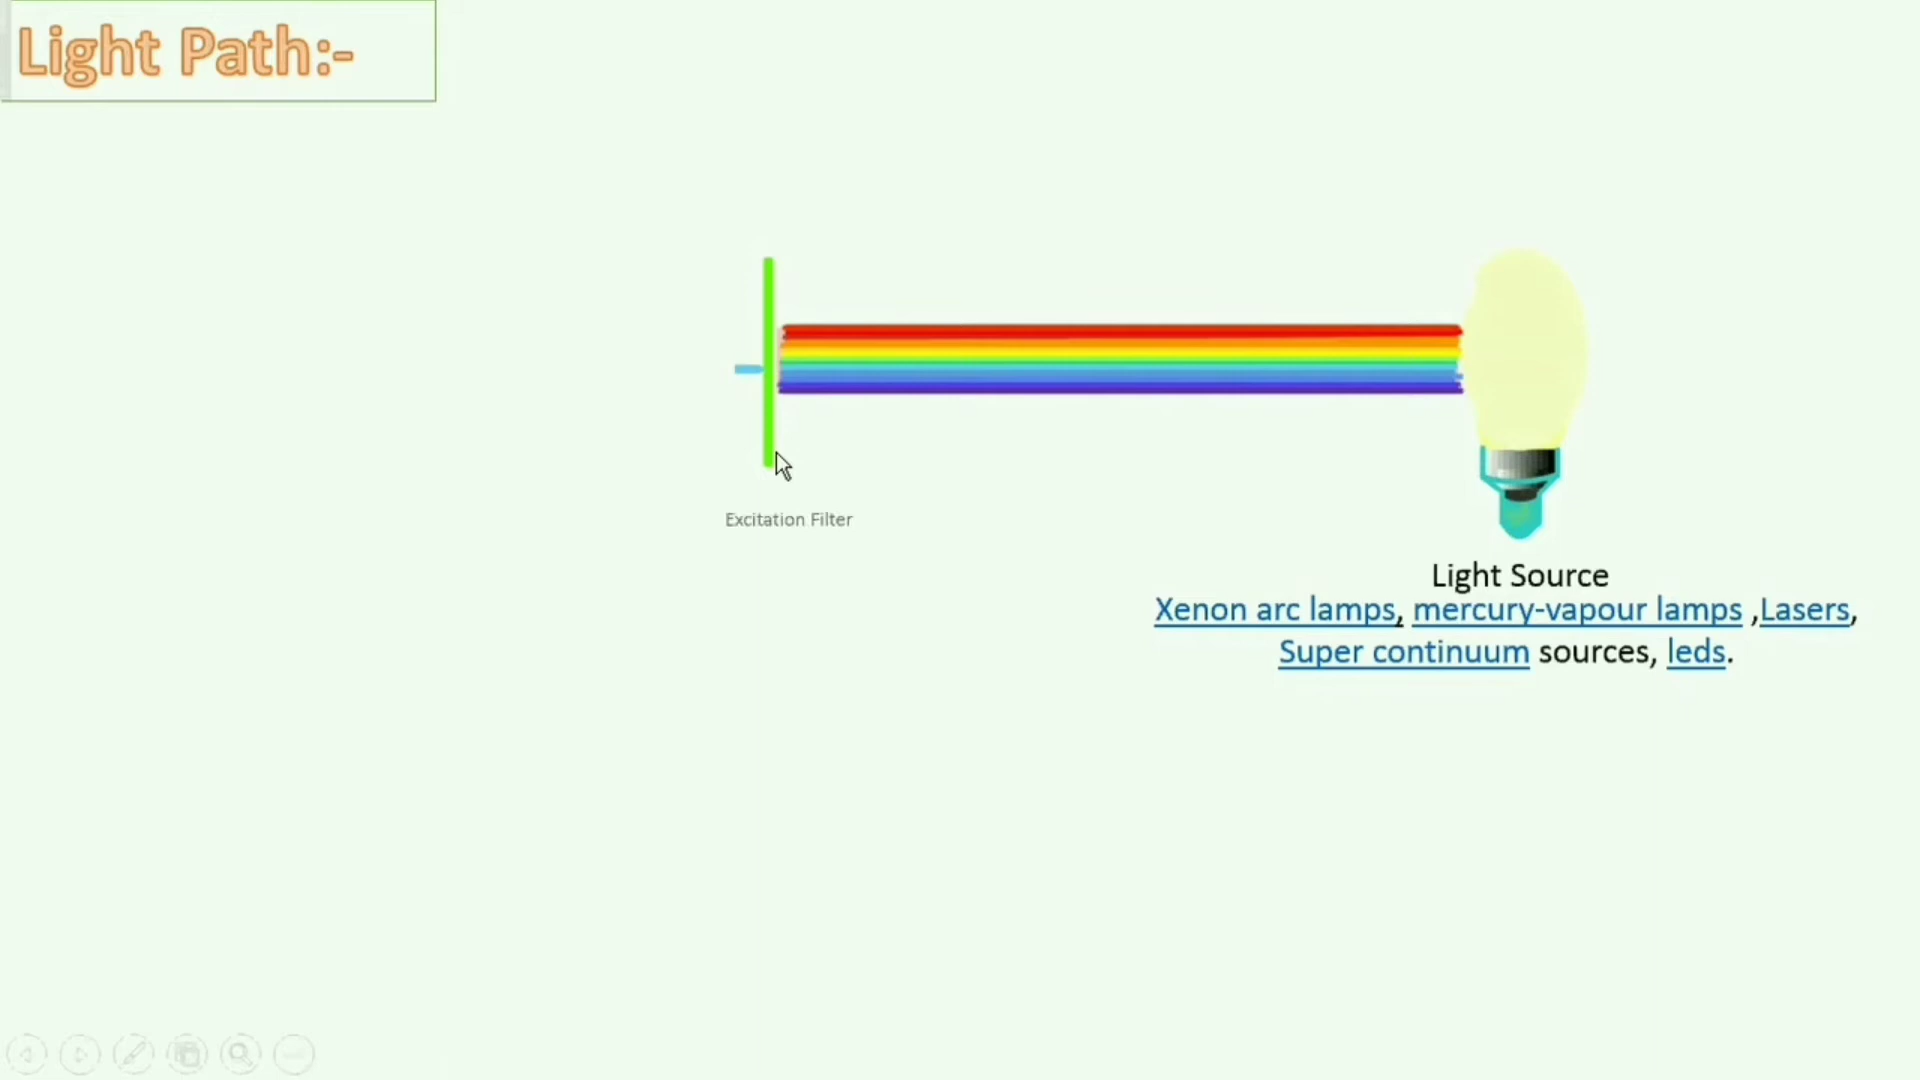 Light Path:-
Excitation Filter
Light Source
Xenon arc lamps, mercury-vapour lamps ,Lasers,
Super continuum sources, leds.